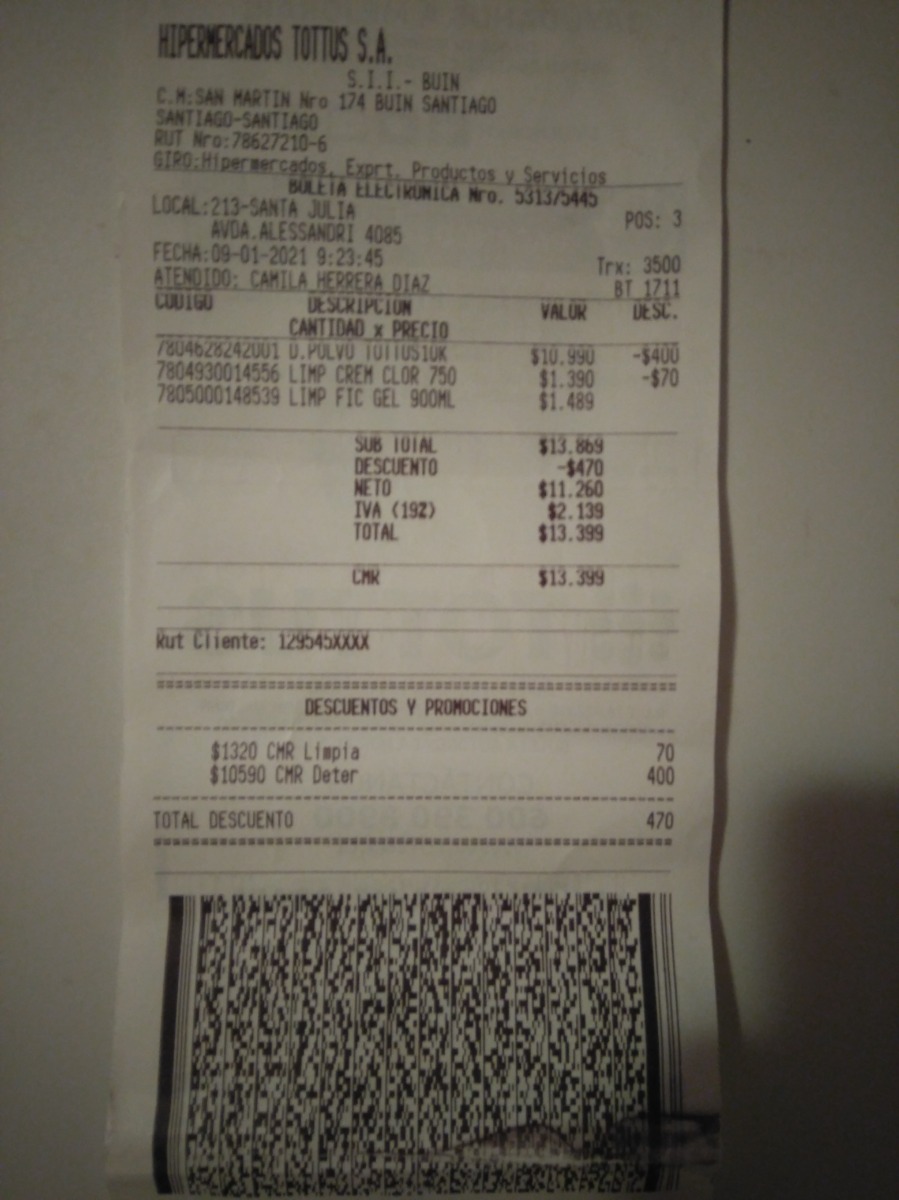 HIPERMERCADOS TOTTUS S.A.
S.I.I.- BUIN
C.M:SAN MARTIN Nro 174 BUIN SANTIAGO
SANTIAGO-SANTIAGO
RUT Nro:78627210-6
GIRO:Hipermercados, Exprt. Productos y Servicios
BOLETA ELECTRONICA Nro. 531375445
LOCAL:213-SANTA JULIA POS: 3
AVDA.ALESSANDRI 4085
FECHA:09-01-2021 9:23:45 Trx: 3500
ATENDIDO: CAMILA HERRERA DIAZ BT 1711
CODIGO DESCRIPCION VALOR DESC.
CANTIDAD x PRECIO
7804628242001 D.POLVO TOTTUS10K $10.990 -$400
7804930014556 LIMP CREM CLOR 750 $1.390 -$70
7805000148539 LIMP FIC GEL 900ML $1.489
SUB TOTAL $13.869
DESCUENTO -$470
NETO $11.260
IVA (19%) $2.139
TOTAL $13.399
CMR $13.399
Rut Cliente: 129545XXXX
DESCUENTOS Y PROMOCIONES
$1320 CMR Limpia 70
$10590 CMR Deter 400
TOTAL DESCUENTO 470